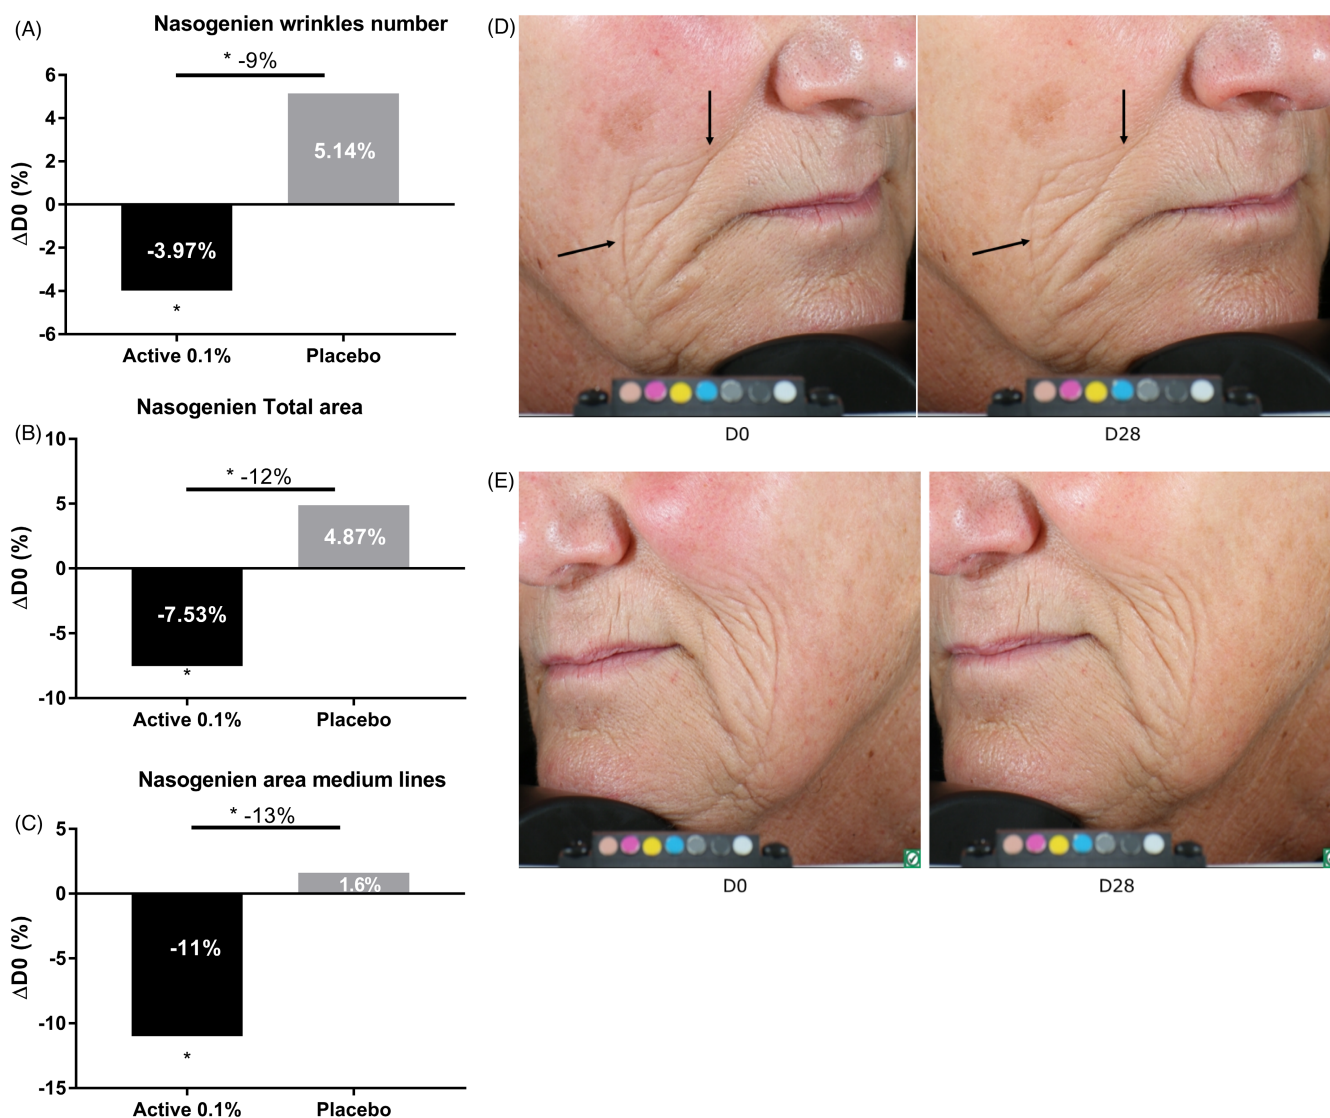 (A)
Nasogenien wrinkles number
* -9%
6
4
2
0
-2
-4
-6
ΔD0 (%)
5.14%
-3.97%
*
Active 0.1%
Placebo
(B)
Nasogenien Total area
* -12%
10
5
0
-5
-10
ΔD0 (%)
4.87%
-7.53%
*
Active 0.1%
Placebo
(C)
Nasogenien area medium lines
* -13%
5
0
-5
-10
-15
ΔD0 (%)
1.6%
-11%
*
Active 0.1%
Placebo
(D)
D0
D28
(E)
D0
D28